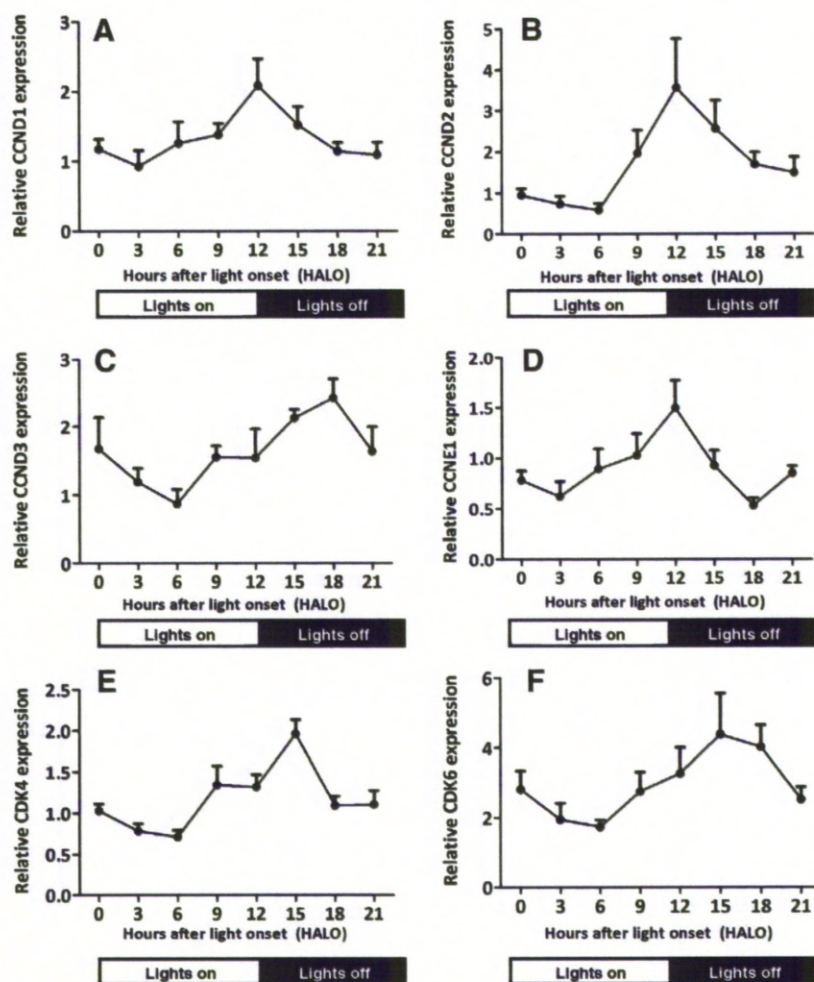 A
Relative CCND1 expression
3
2
1
0
0 3 6 9 12 15 18 21
Hours after light onset (HALO)
Lights on Lights off
B
Relative CCND2 expression
5
4
3
2
1
0
0 3 6 9 12 15 18 21
Hours after light onset (HALO)
Lights on Lights off
C
Relative CCND3 expression
3
2
1
0
0 3 6 9 12 15 18 21
Hours after light onset (HALO)
Lights on Lights off
D
Relative CCNE1 expression
2.0
1.5
1.0
0.5
0.0
0 3 6 9 12 15 18 21
Hours after light onset (HALO)
Lights on Lights off
E
Relative CDK4 expression
2.5
2.0
1.5
1.0
0.5
0.0
0 3 6 9 12 15 18 21
Hours after light onset (HALO)
Lights on Lights off
F
Relative CDK6 expression
6
4
2
0
0 3 6 9 12 15 18 21
Hours after light onset (HALO)
Lights on Lights off